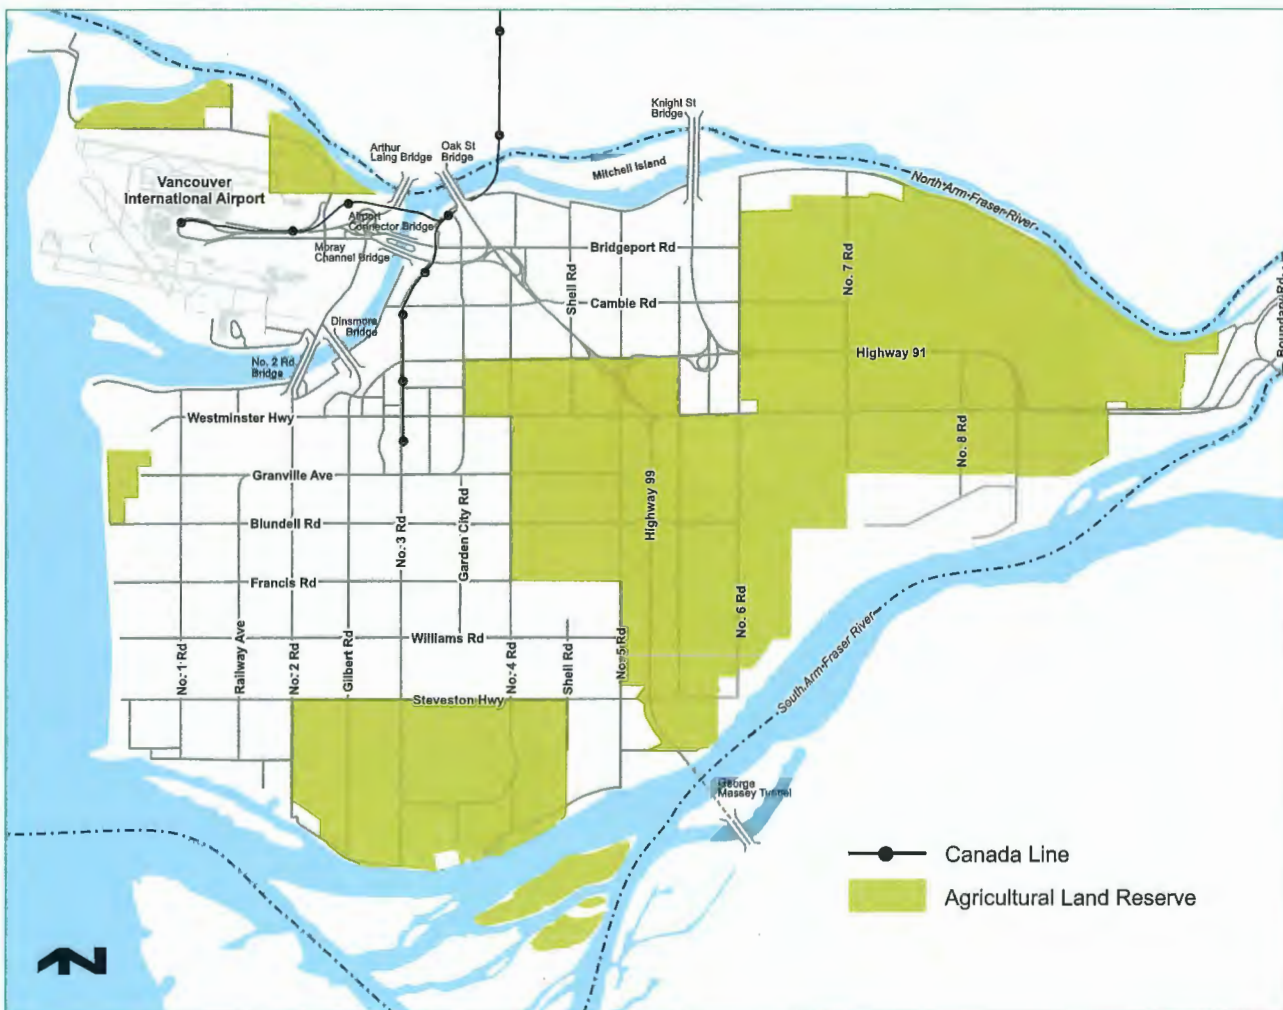 Knight St
Bridge
Arthur
Laing Bridge
Oak St
Bridge
Mitchell Island
North Arm Fraser River
Vancouver
International Airport
Airport
Connector Bridge
Moray
Channel Bridge
Bridgeport Rd
Shell Rd
No. 7 Rd
Cambie Rd
Boundary Rd
Dinsmore
Bridge
No. 2 Rd
Bridge
Highway 91
Westminster Hwy
No. 8 Rd
Granville Ave
Highway 99
Blundell Rd
No. 3 Rd
Garden City Rd
Francis Rd
No. 6 Rd
Williams Rd
South Arm Fraser River
No. 1 Rd
Railway Ave
No. 2 Rd
Gilbert Rd
No. 4 Rd
Shell Rd
No. 5 Rd
Steveston Hwy
George
Massey Tunnel
Canada Line
Agricultural Land Reserve
N